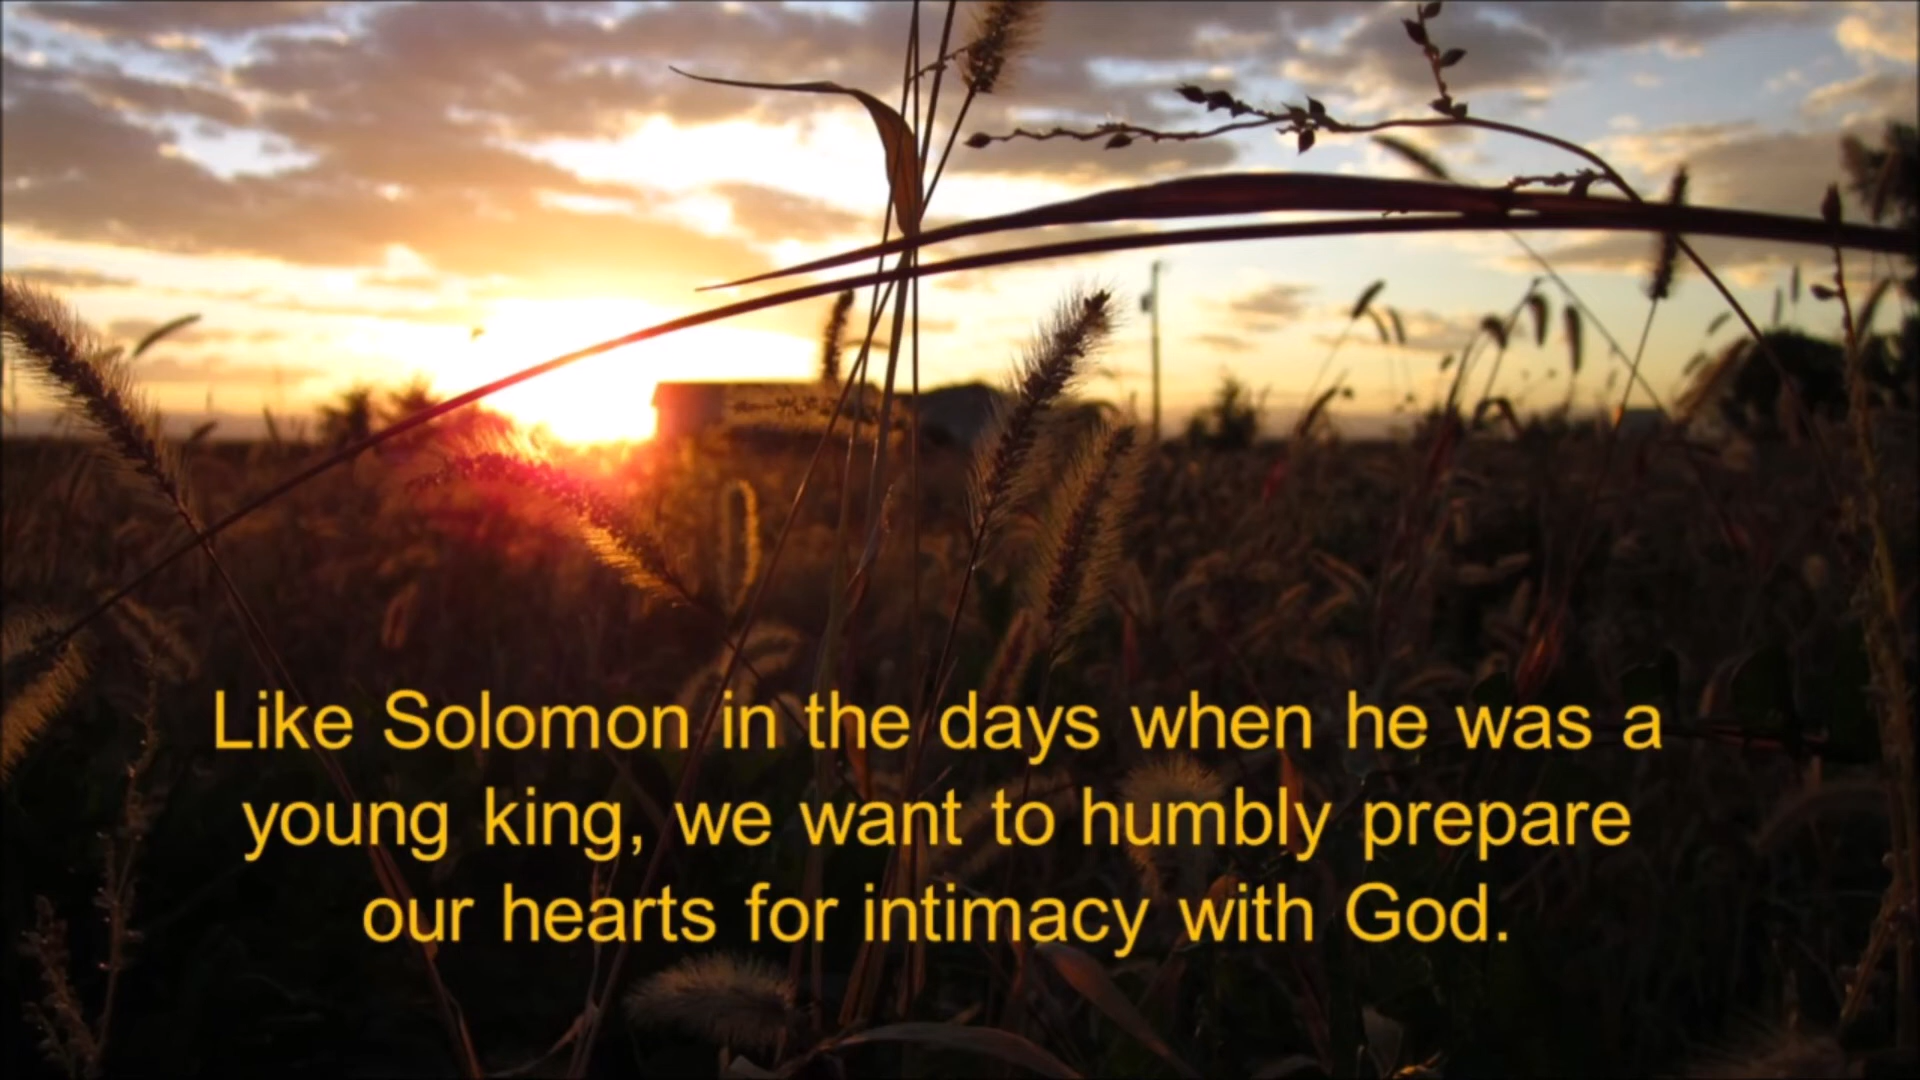 Like Solomon in the days when he was a
young king, we want to humbly prepare
our hearts for intimacy with God.